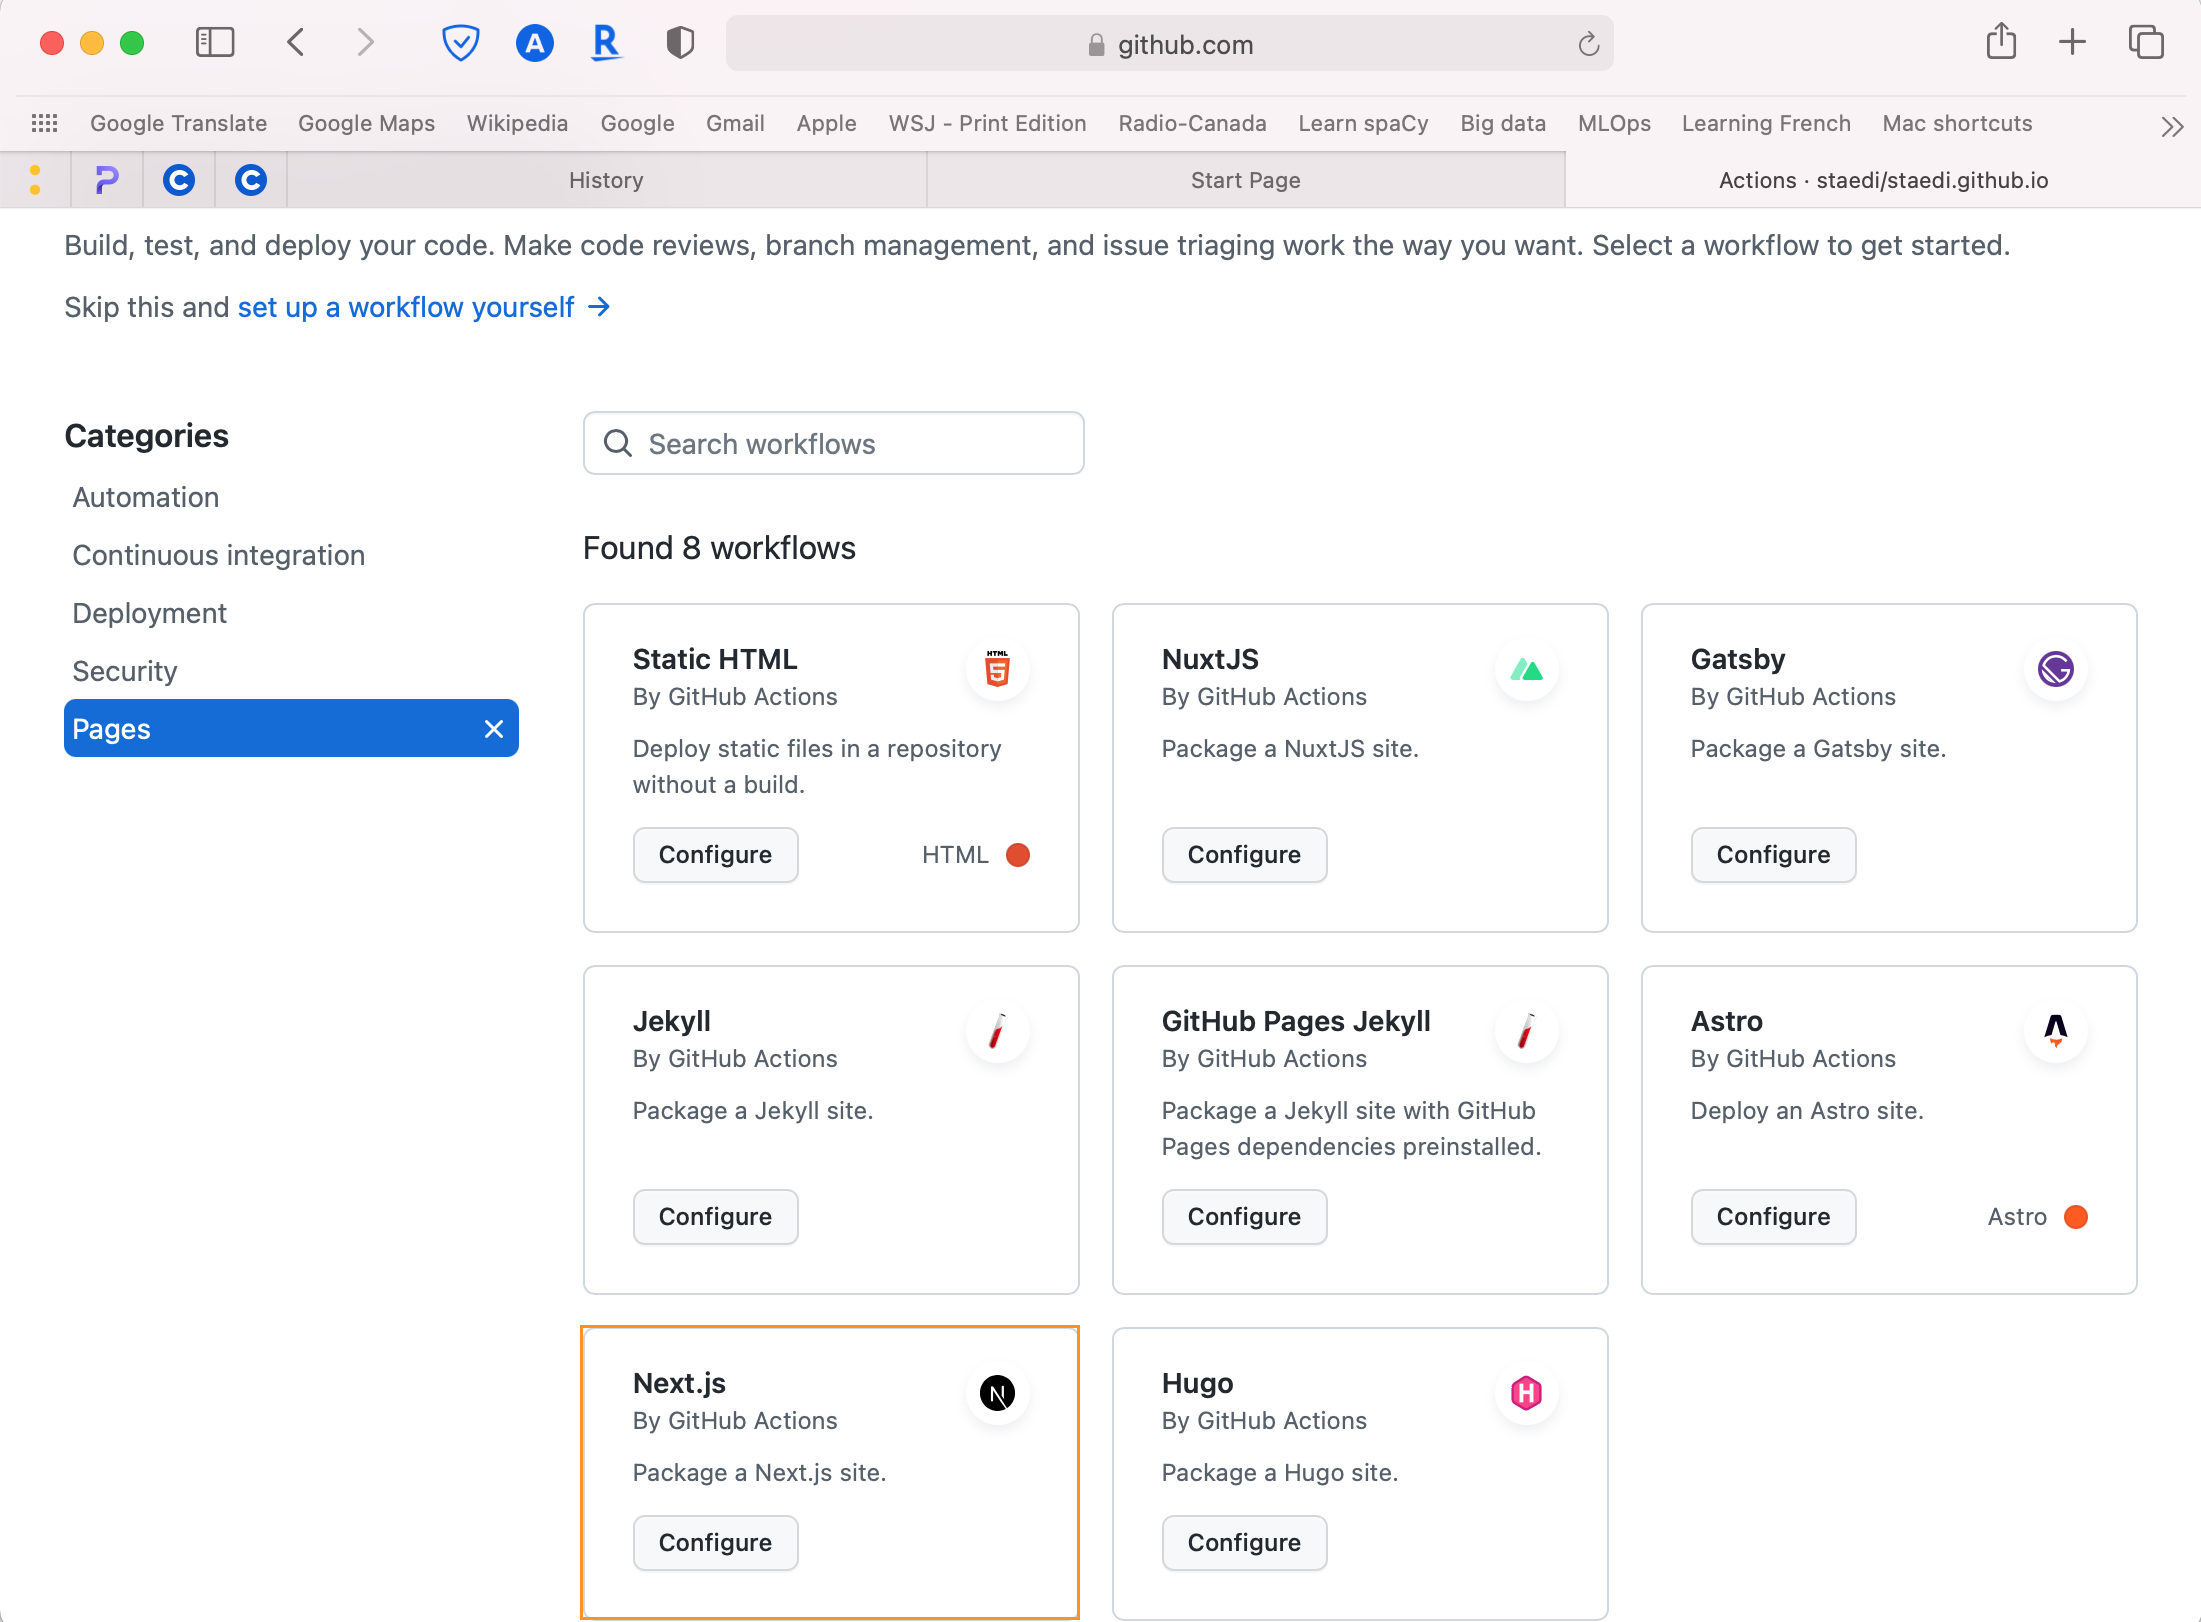 github.com
Google Translate Google Maps Wikipedia Google Gmail Apple WSJ - Print Edition Radio-Canada Learn spaCy Big data MLOps Learning French Mac shortcuts
History Start Page Actions · staedi/staedi.github.io
Build, test, and deploy your code. Make code reviews, branch management, and issue triaging work the way you want. Select a workflow to get started.
Skip this and set up a workflow yourself →
Categories
Automation
Continuous integration
Deployment
Security
Pages
Search workflows
Found 8 workflows
Static HTML
By GitHub Actions
Deploy static files in a repository
without a build.
Configure HTML
NuxtJS
By GitHub Actions
Package a NuxtJS site.
Configure
Gatsby
By GitHub Actions
Package a Gatsby site.
Configure
Jekyll
By GitHub Actions
Package a Jekyll site.
Configure
GitHub Pages Jekyll
By GitHub Actions
Package a Jekyll site with GitHub
Pages dependencies preinstalled.
Configure
Astro
By GitHub Actions
Deploy an Astro site.
Configure Astro
Next.js
By GitHub Actions
Package a Next.js site.
Configure
Hugo
By GitHub Actions
Package a Hugo site.
Configure